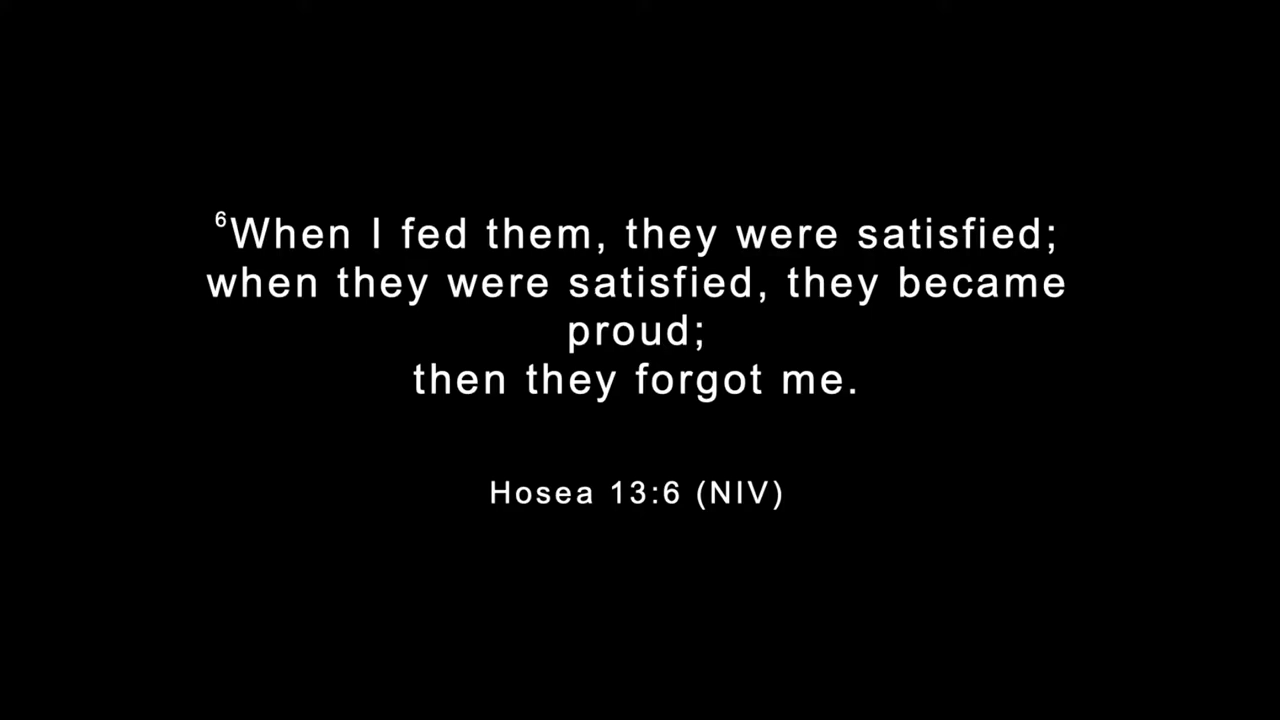 ⁶When I fed them, they were satisfied;
when they were satisfied, they became
proud;
then they forgot me.
Hosea 13:6 (NIV)